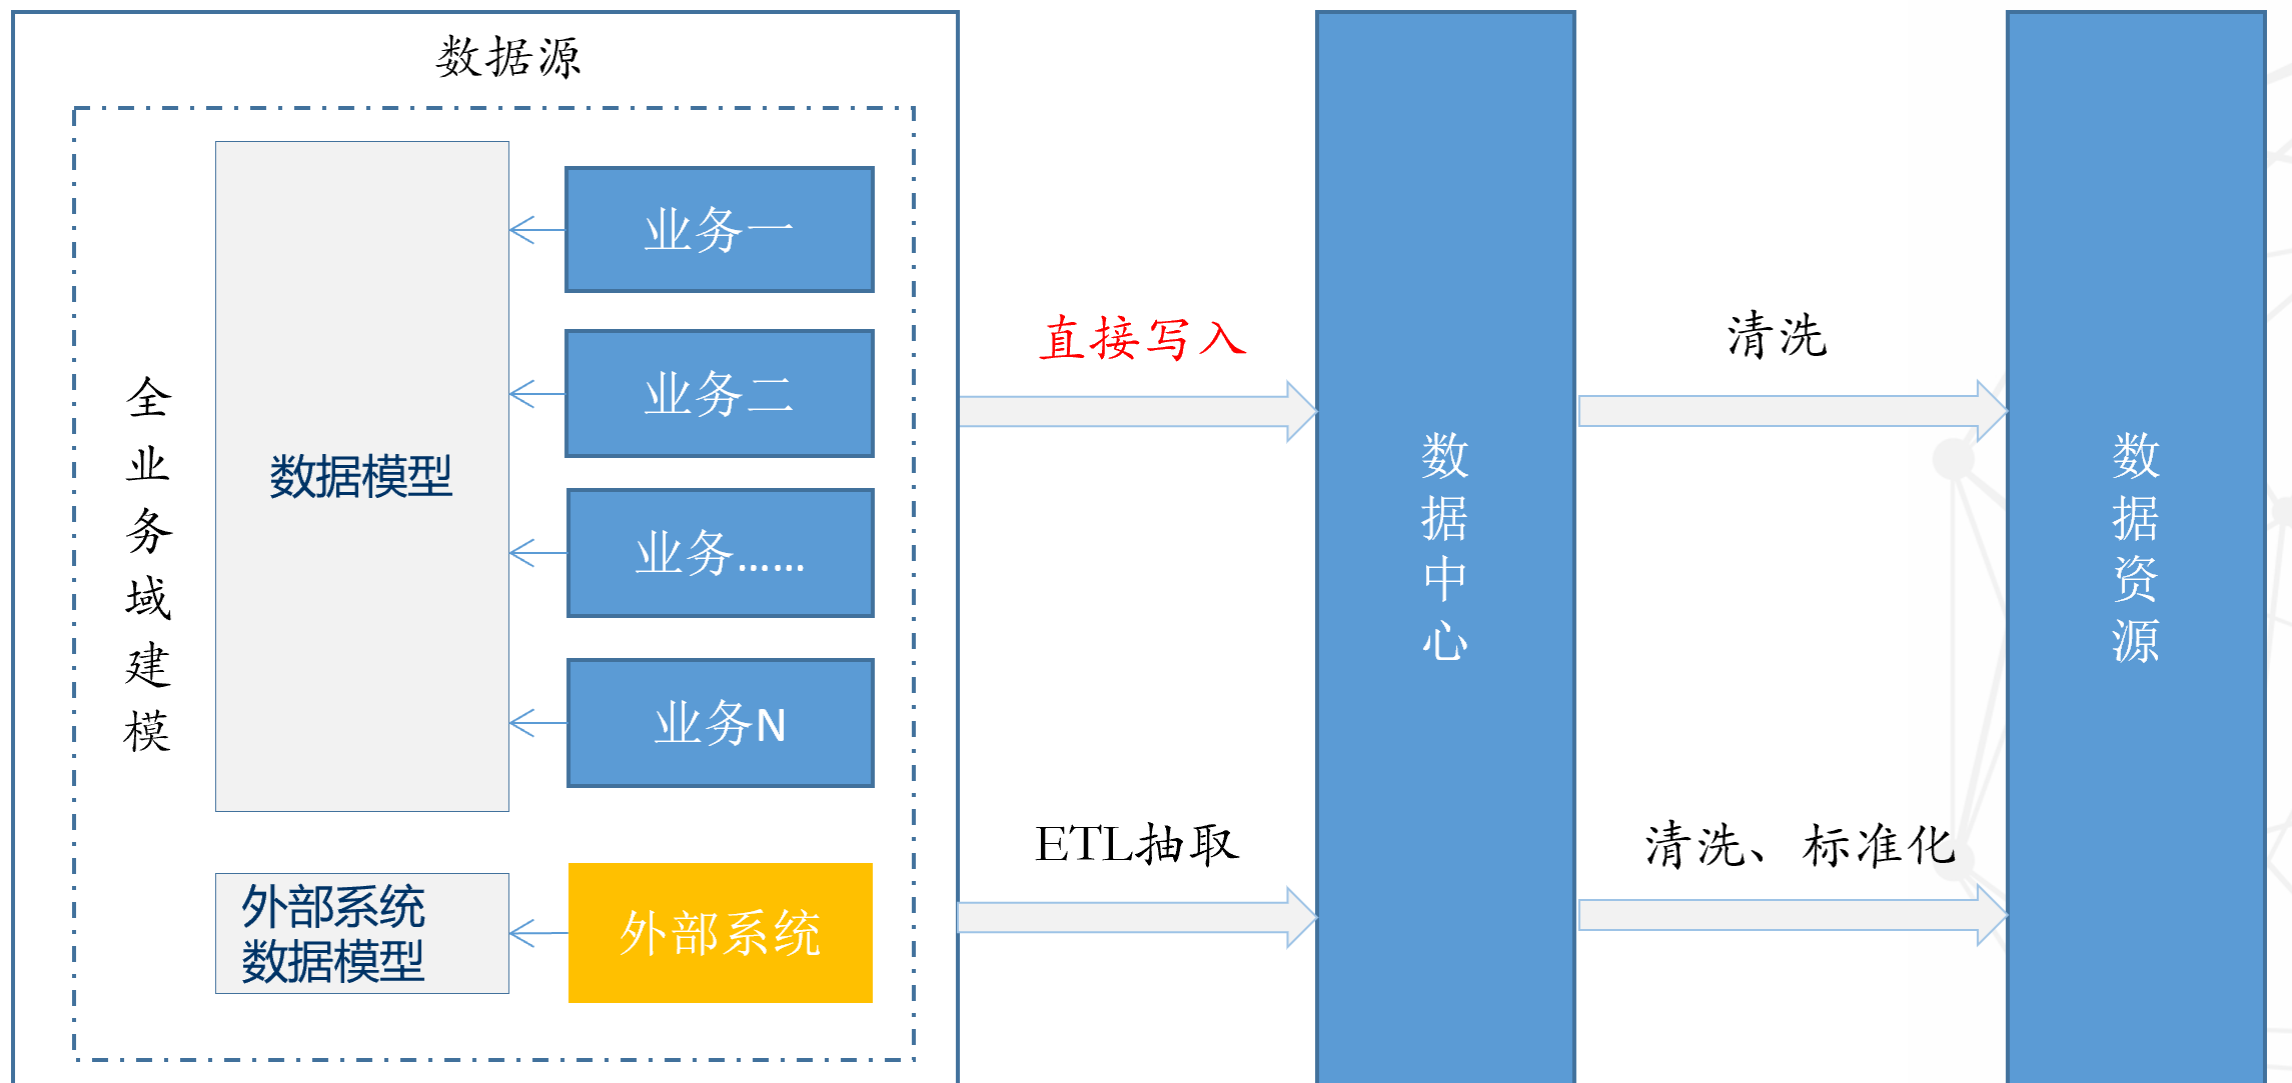 数据源
全业务域建模
数据模型
业务一
业务二
业务……
业务N
外部系统
数据模型
外部系统
直接写入
ETL抽取
数据中心
清洗
清洗、标准化
数据资源